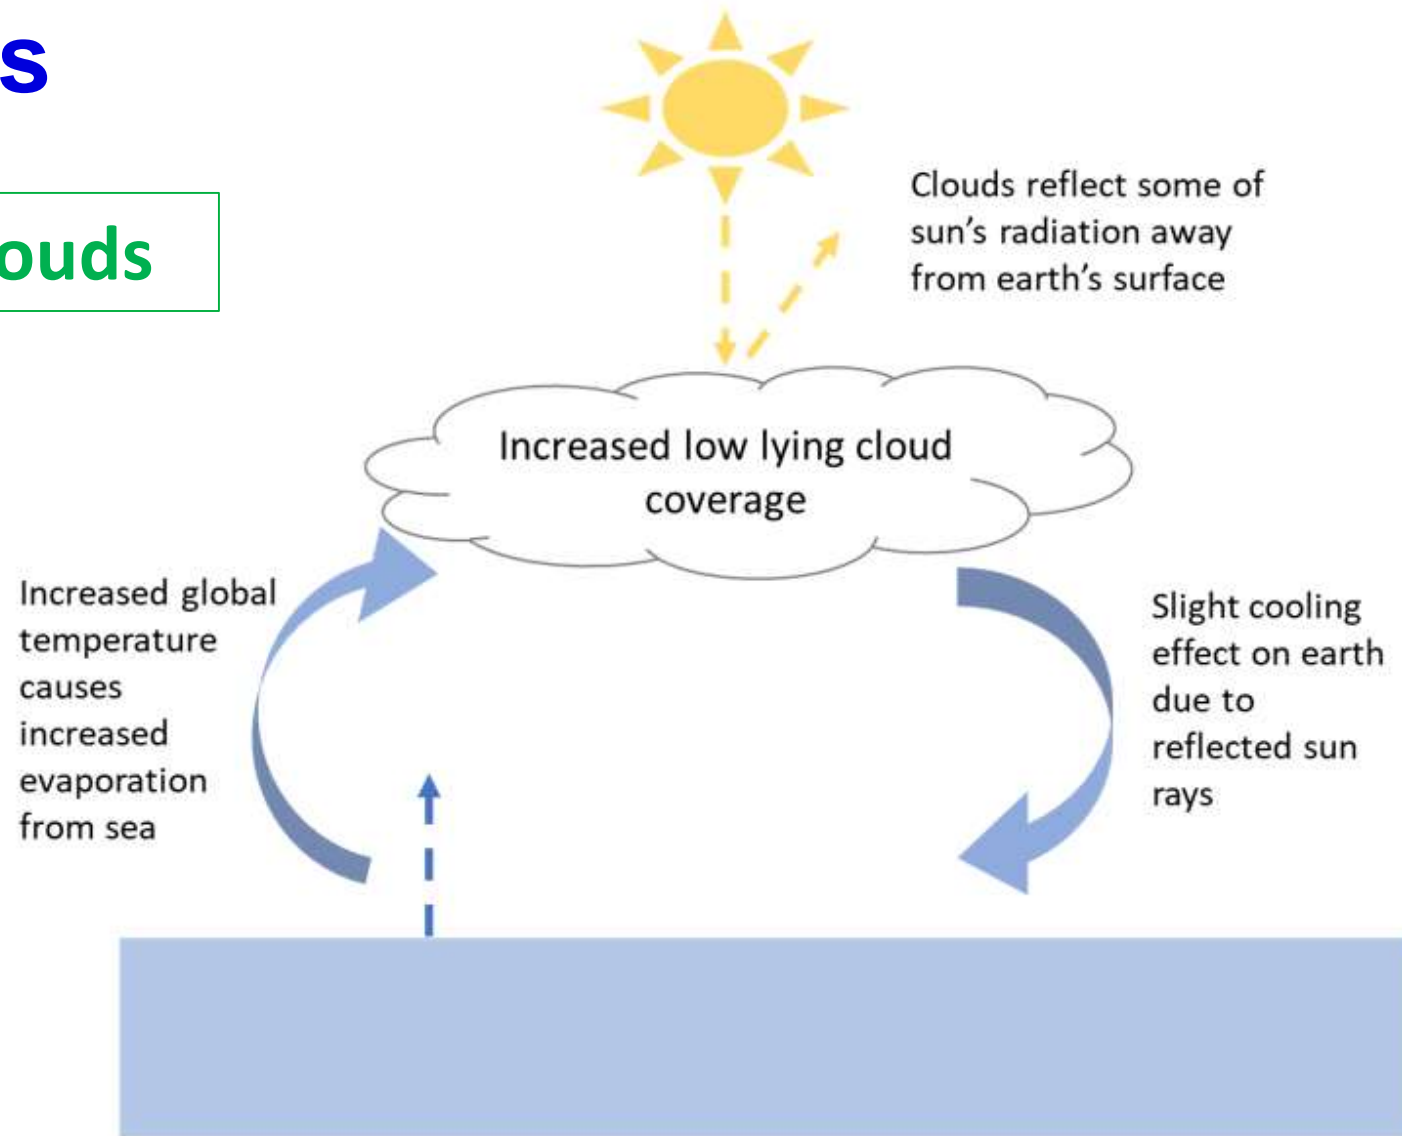 s
ouds
Clouds reflect some of
sun's radiation away
from earth's surface
Increased low lying cloud
coverage
Increased global
temperature
causes
increased
evaporation
from sea
Slight cooling
effect on earth
due to
reflected sun
rays